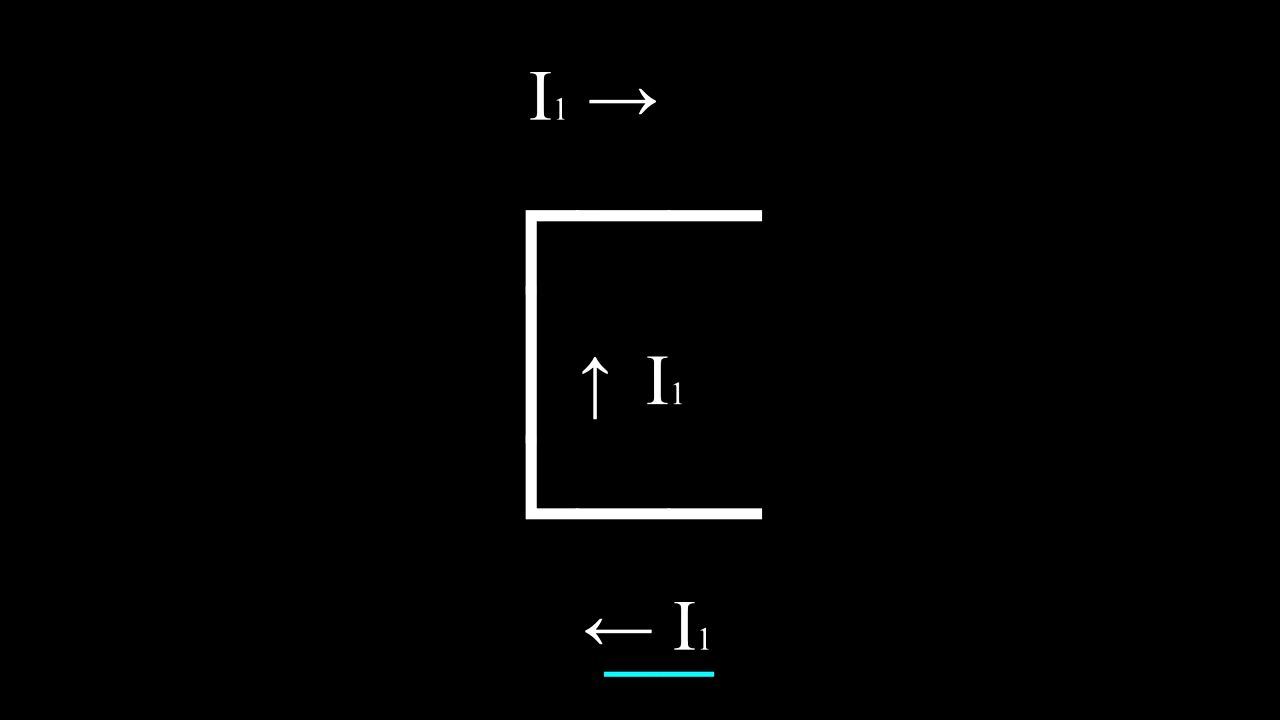 I₁ →
↑ I₁
← I₁